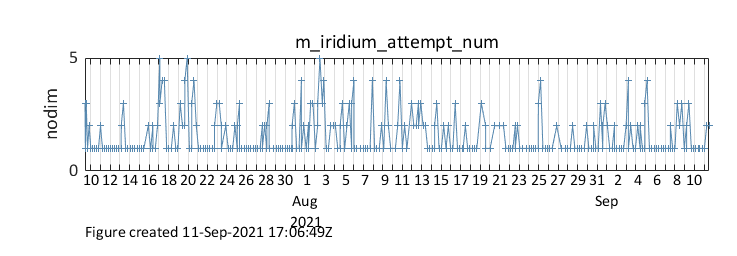 m_iridium_attempt_num
5
nodim
0
10 12 14 16 18 20 22 24 26 28 30 1 3 5 7 9 11 13 15 17 19 21 23 25 27 29 31 2 4 6 8 10
Aug Sep
2021
Figure created 11-Sep-2021 17:06:49Z